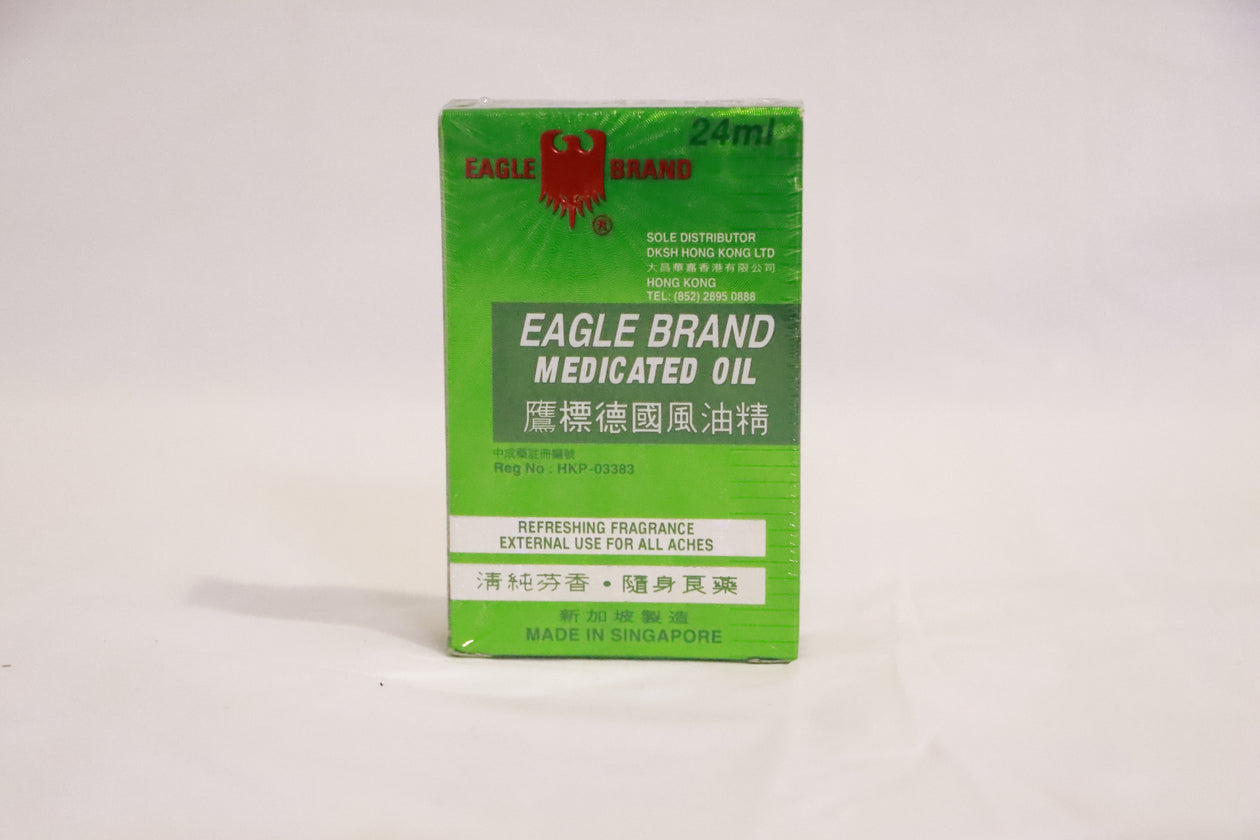 24ml
EAGLE BRAND
®
SOLE DISTRIBUTOR
DKSH HONG KONG LTD
大昌華嘉香港有限公司
HONG KONG
TEL: (852) 2895 0888
EAGLE BRAND
MEDICATED OIL
鷹標德國風油精
中成藥註冊編號
Reg No : HKP-03383
REFRESHING FRAGRANCE
EXTERNAL USE FOR ALL ACHES
清純芬香・隨身良藥
新加坡製造
MADE IN SINGAPORE